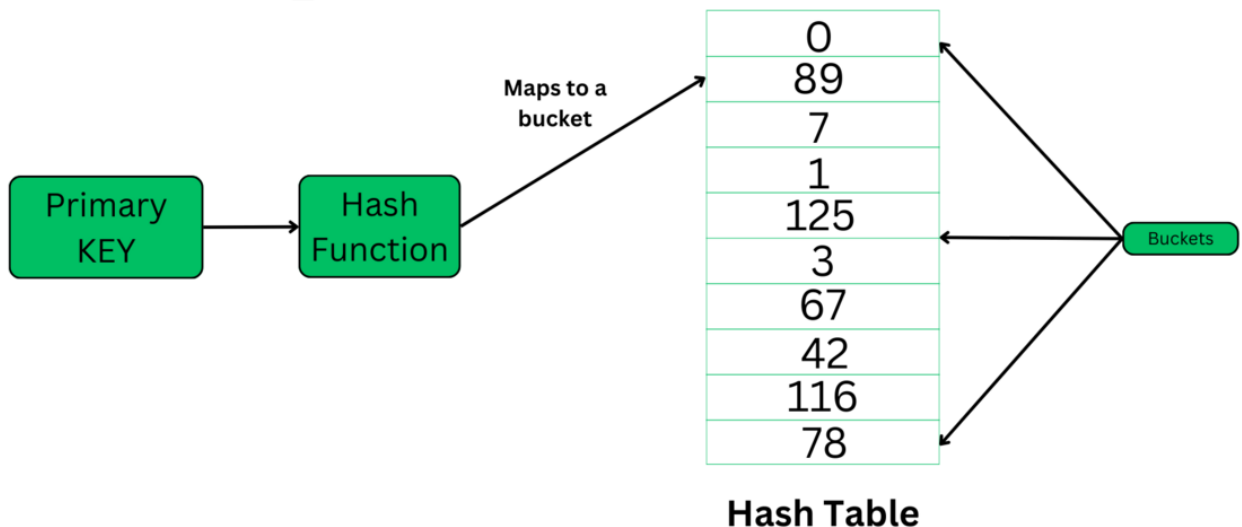 Primary
KEY
Hash
Function
Maps to a
bucket
0
89
7
1
125
3
67
42
116
78
Buckets
Hash Table